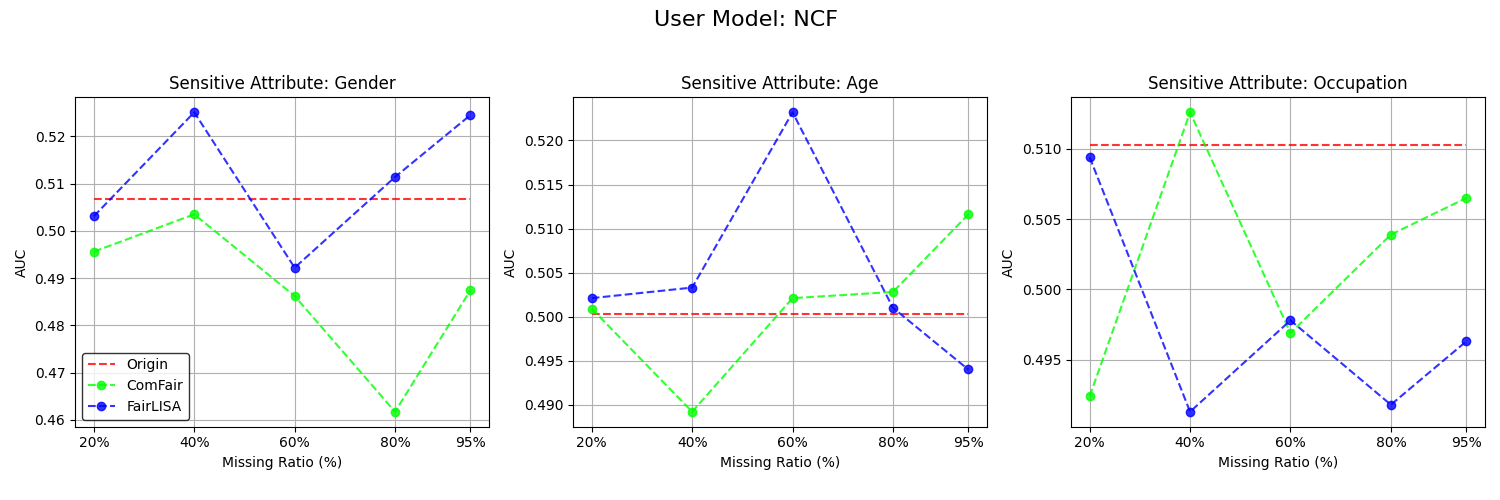 User Model: NCF
Sensitive Attribute: Gender
AUC
0.52
0.51
0.50
0.49
0.48
0.47
0.46
Origin
ComFair
FairLISA
20% 40% 60% 80% 95%
Missing Ratio (%)
Sensitive Attribute: Age
AUC
0.520
0.515
0.510
0.505
0.500
0.495
0.490
20% 40% 60% 80% 95%
Missing Ratio (%)
Sensitive Attribute: Occupation
AUC
0.510
0.505
0.500
0.495
20% 40% 60% 80% 95%
Missing Ratio (%)